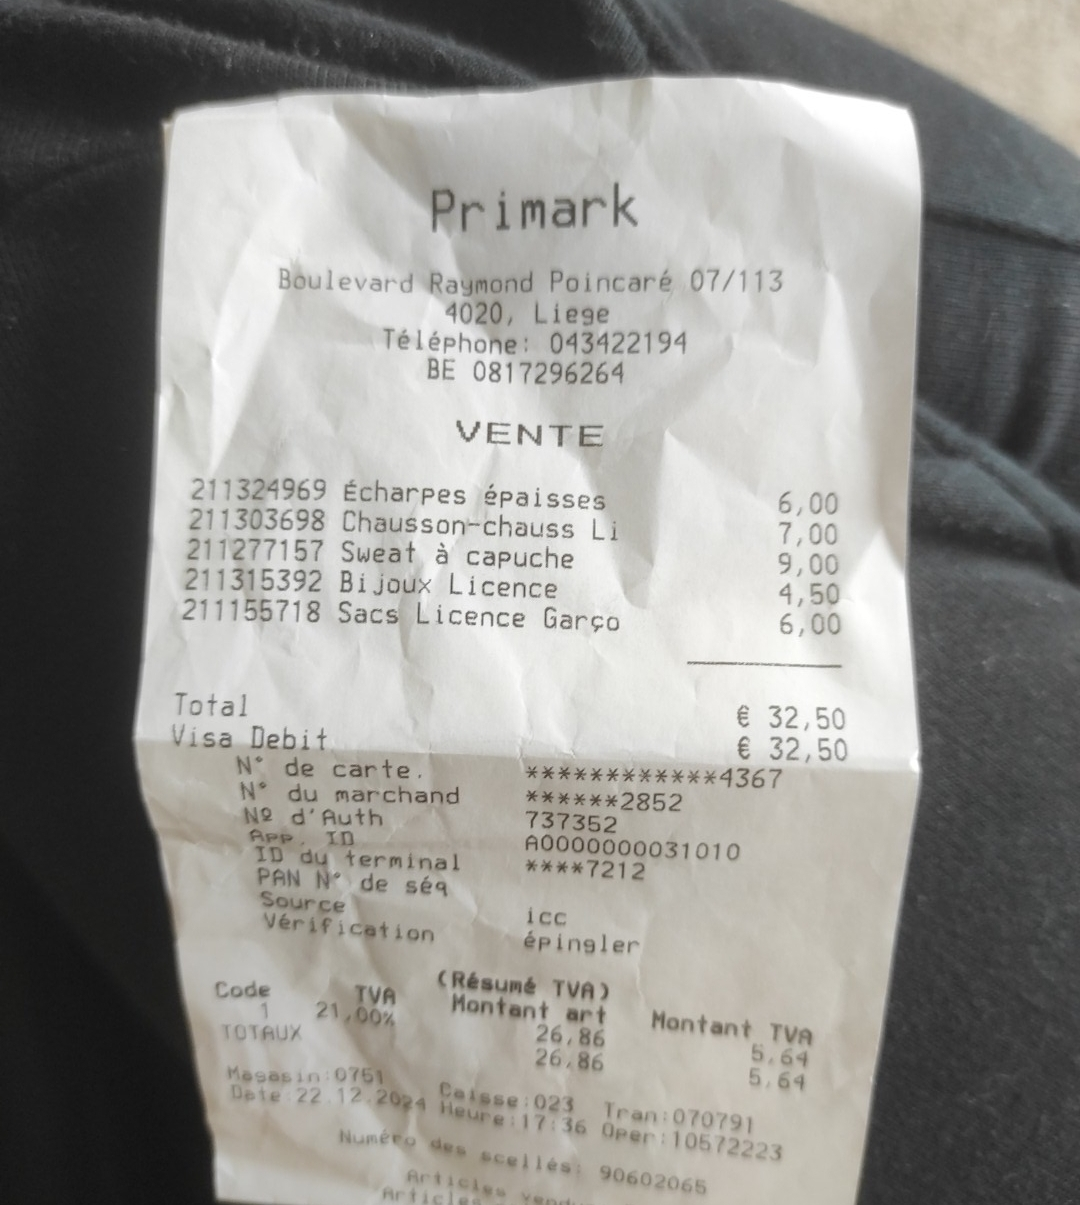 Primark
Boulevard Raymond Poincaré 07/113
4020, Liege
Téléphone: 043422194
BE 0817296264
VENTE
211324969 Écharpes épaisses 6,00
211303698 Chausson-chauss Li 7,00
211277157 Sweat à capuche 9,00
211315392 Bijoux Licence 4,50
211155718 Sacs Licence Garço 6,00
Total € 32,50
Visa Debit € 32,50
N° de carte. ************4367
N° du marchand ******2852
Nº d'Auth 737352
App. ID A0000000031010
ID du terminal ****7212
PAN N° de séq
Source icc
Vérification épingler
(Résumé TVA)
Code TVA Montant art Montant TVA
1 21,00% 26,86 5,64
TOTAUX 26,86 5,64
Magasin:0751 Caisse:023 Tran:070791
Date:22.12.2024 Heure:17:36 Oper:10572223
Numéro des scellés: 90602065
Articles
Articles